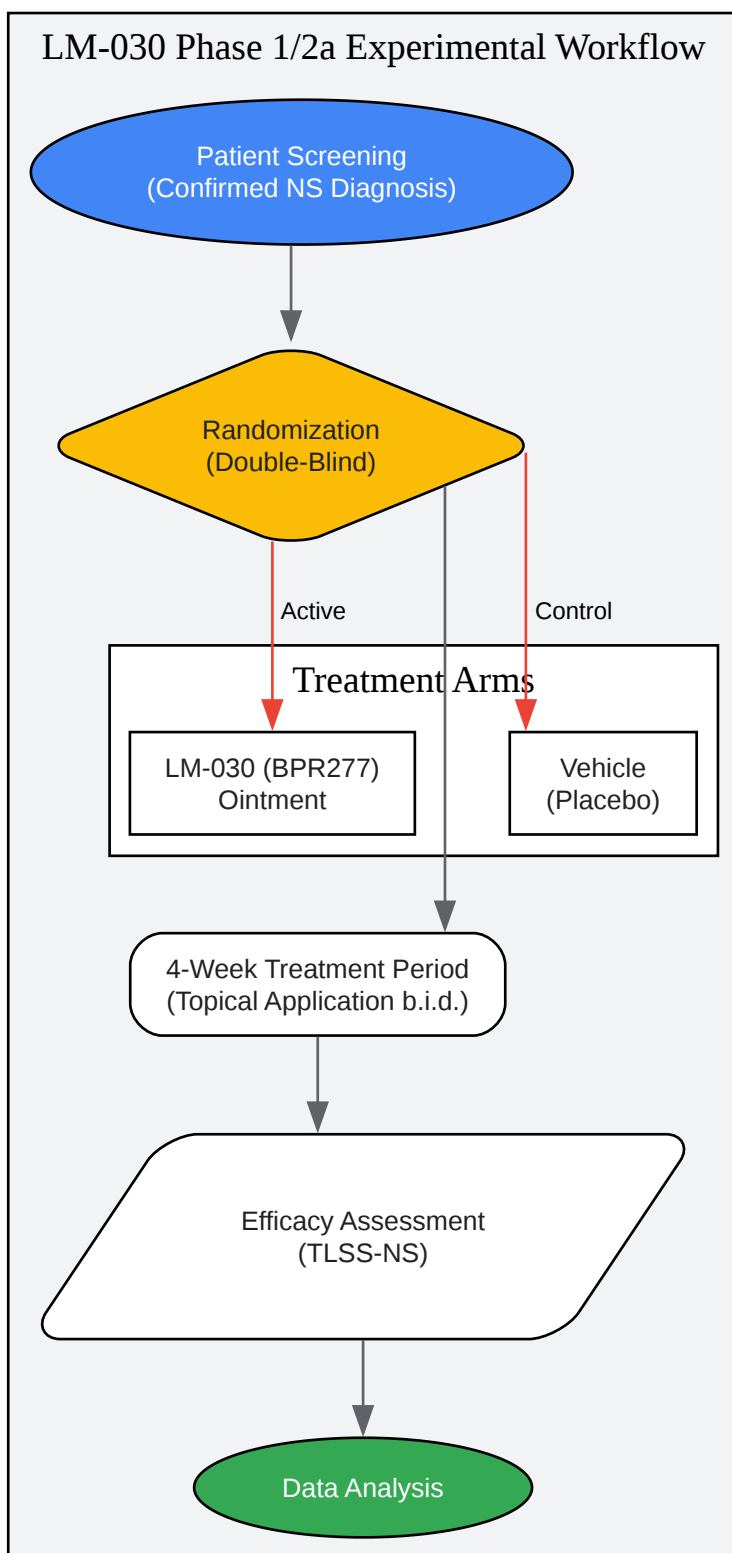 LM-030 Phase 1/2a Experimental Workflow
Patient Screening
(Confirmed NS Diagnosis)
Randomization
(Double-Blind)
Active
Control
Treatment Arms
LM-030 (BPR277)
Ointment
Vehicle
(Placebo)
4-Week Treatment Period
(Topical Application b.i.d.)
Efficacy Assessment
(TLSS-NS)
Data Analysis